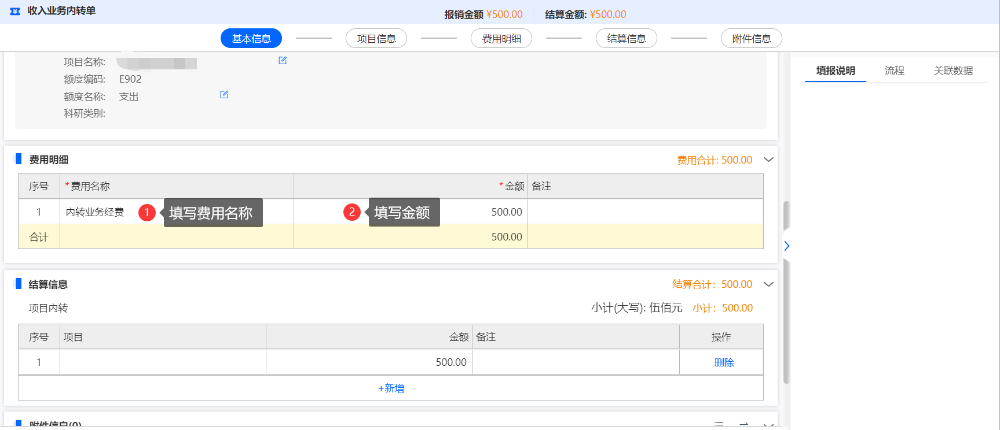 收入业务内转单
报销金额 ¥500.00 结算金额: ¥500.00
基本信息 项目信息 费用明细 结算信息 附件信息
项目名称:
额度编码: E902
额度名称: 支出
科研类别:
填报说明 流程 关联数据
费用明细 费用合计: 500.00
序号 *费用名称 *金额 备注
1 内转业务经费 1 填写费用名称 2 填写金额 500.00
合计 500.00
结算信息 结算合计: 500.00
项目内转 小计(大写): 伍佰元 小计: 500.00
序号 项目 金额 备注 操作
1 500.00 删除
+新增
附件信息(0)